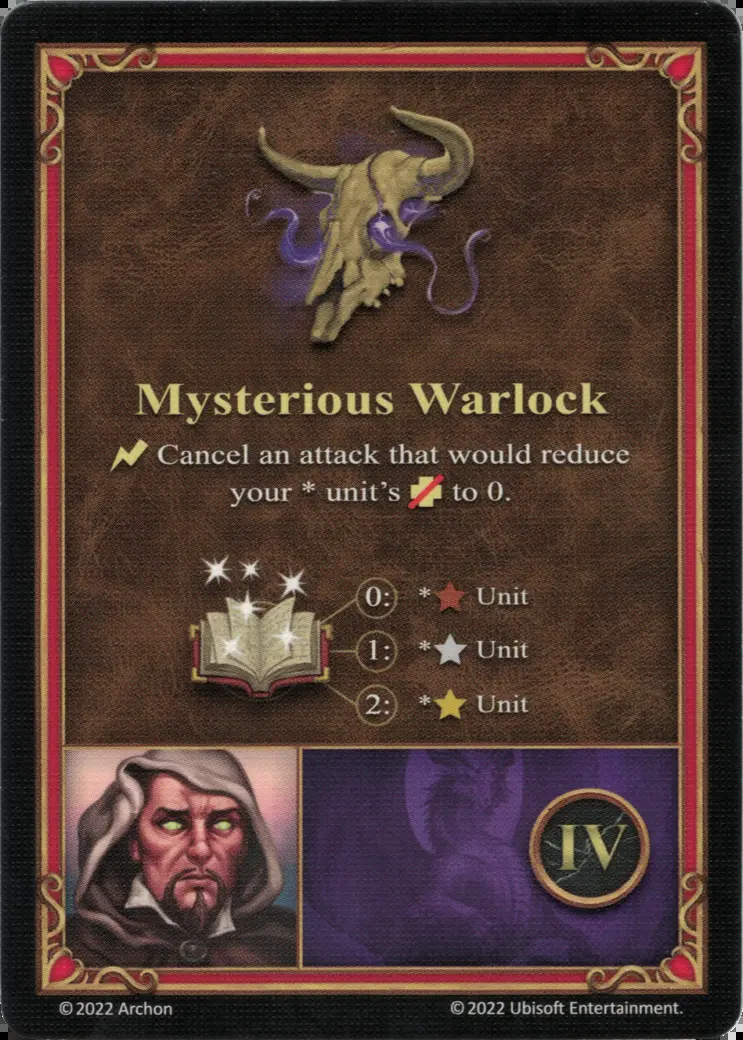 Mysterious Warlock
Cancel an attack that would reduce
your * unit's to 0.
0: * Unit
1: * Unit
2: * Unit
IV
© 2022 Archon
© 2022 Ubisoft Entertainment.